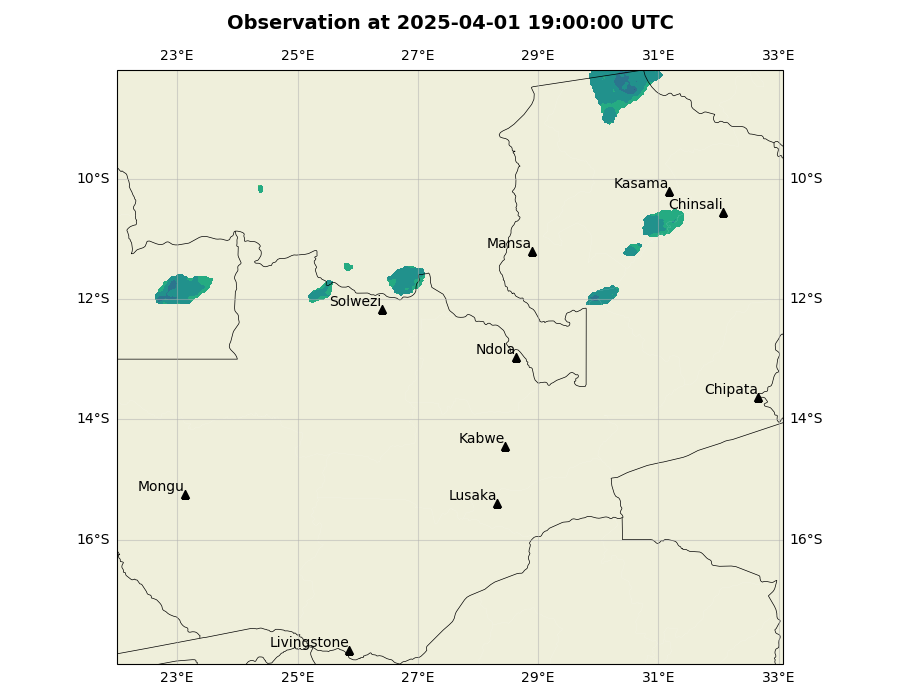 Observation at 2025-04-01 19:00:00 UTC
23°E 25°E 27°E 29°E 31°E 33°E
10°S 10°S
Kasama
Chinsali
Mansa
12°S 12°S
Solwezi
Ndola
Chipata
14°S 14°S
Kabwe
Mongu
Lusaka
16°S 16°S
Livingstone
23°E 25°E 27°E 29°E 31°E 33°E